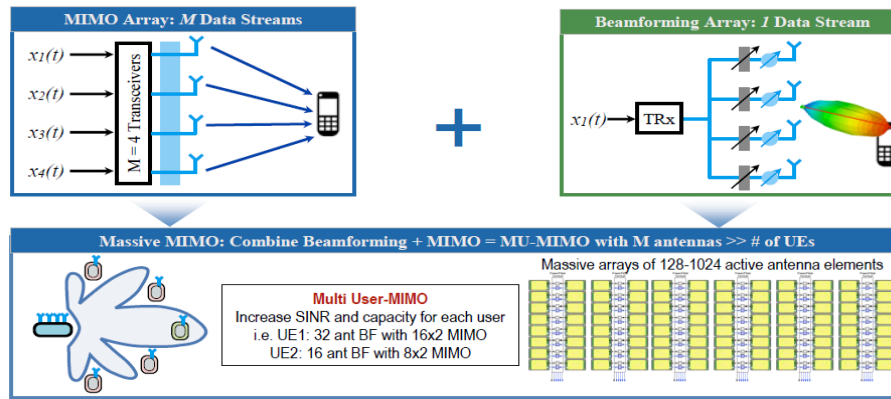 MIMO Array: M Data Streams
x1(t)
x2(t)
x3(t)
x4(t)
M = 4 Transceivers
Beamforming Array: 1 Data Stream
x1(t)
TRx
Massive MIMO: Combine Beamforming + MIMO = MU-MIMO with M antennas >> # of UEs
Multi User-MIMO
Increase SINR and capacity for each user
i.e. UE1: 32 ant BF with 16x2 MIMO
UE2: 16 ant BF with 8x2 MIMO
Massive arrays of 128-1024 active antenna elements